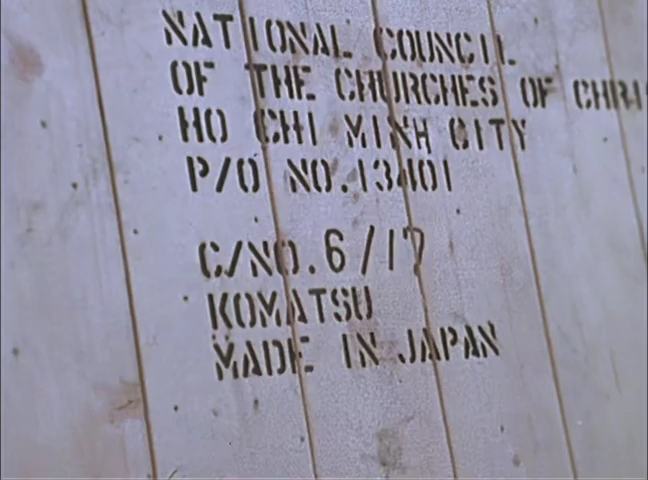 NATIONAL COUNCIL
OF THE CHURCHES OF CHRI
HO CHI MINH CITY
P/O NO.13401
C/NO.6/17
KOMATSU
MADE IN JAPAN